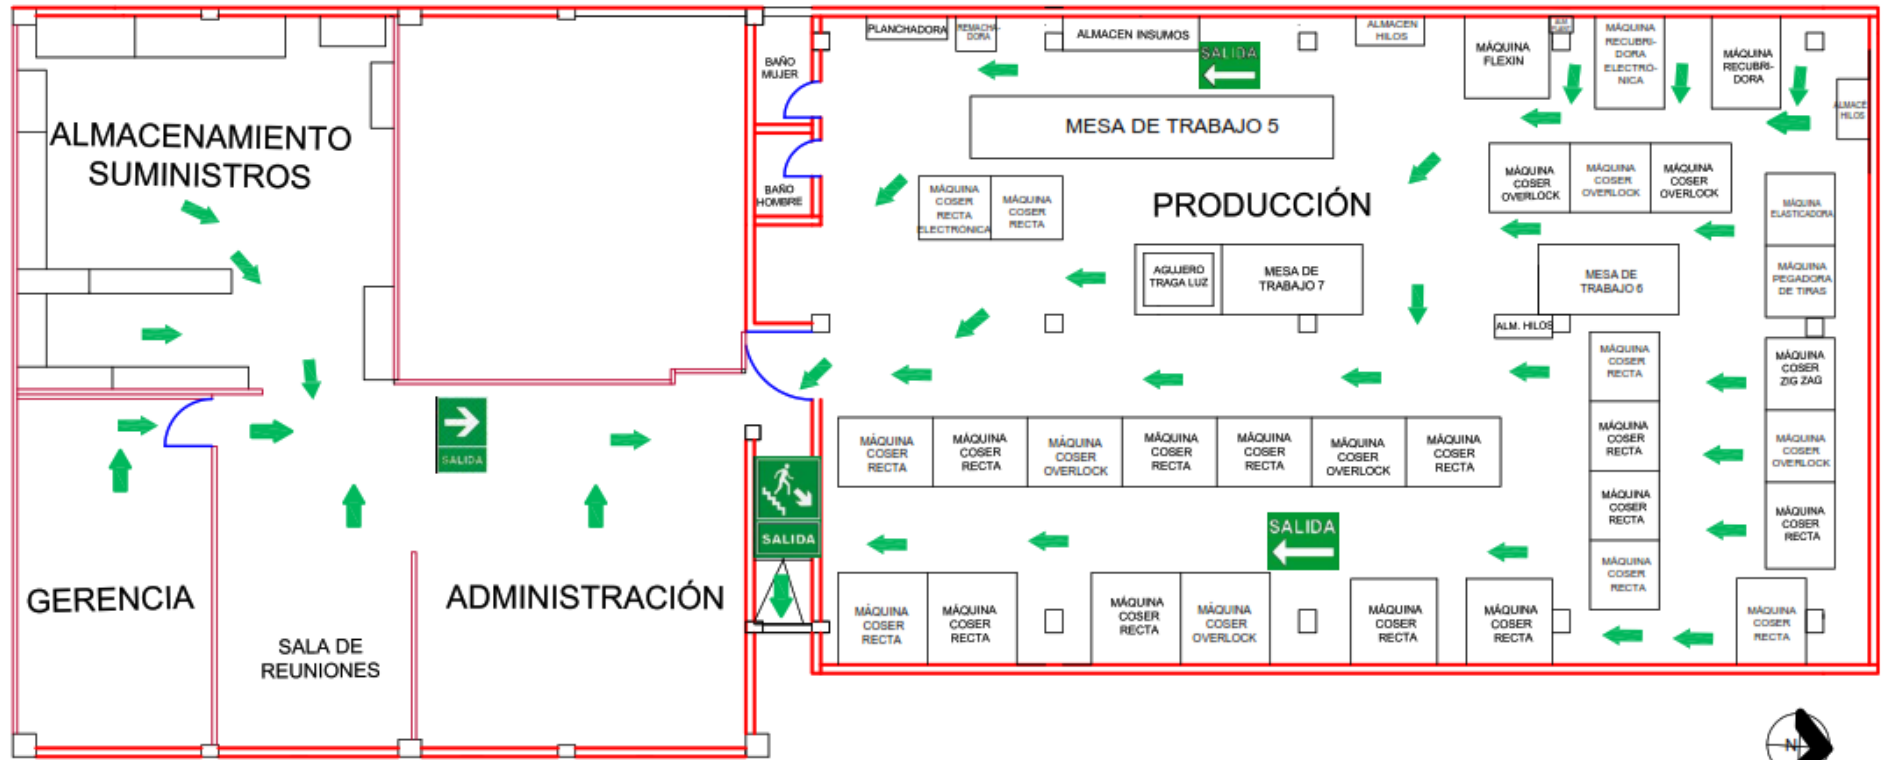 ALMACENAMIENTO
SUMINISTROS
GERENCIA
SALA DE
REUNIONES
SALIDA
ADMINISTRACIÓN
BAÑO
MUJER
BAÑO
HOMBRE
SALIDA
PLANCHADORA
REMACHA-
DORA
ALMACEN INSUMOS
SALIDA
ALMACEN
HILOS
MÁQUINA
FLEXIN
MÁQUINA
RECUBRI-
DORA
ELECTRÓ-
NICA
MÁQUINA
RECUBRI-
DORA
ALMACE
HILOS
MESA DE TRABAJO 5
PRODUCCIÓN
MÁQUINA
COSER
RECTA
ELECTRÓNICA
MÁQUINA
COSER
RECTA
MÁQUINA
COSER
OVERLOCK
MÁQUINA
COSER
OVERLOCK
MÁQUINA
COSER
OVERLOCK
MÁQUINA
ELASTICADORA
MÁQUINA
PEGADORA
DE TIRAS
AGUJERO
TRAGA LUZ
MESA DE
TRABAJO 7
MESA DE
TRABAJO 6
ALM. HILOS
MÁQUINA
COSER
RECTA
MÁQUINA
COSER
RECTA
MÁQUINA
COSER
RECTA
MÁQUINA
COSER
RECTA
MÁQUINA
COSER
ZIG ZAG
MÁQUINA
COSER
OVERLOCK
MÁQUINA
COSER
RECTA
MÁQUINA
COSER
RECTA
MÁQUINA
COSER
RECTA
MÁQUINA
COSER
OVERLOCK
MÁQUINA
COSER
RECTA
MÁQUINA
COSER
RECTA
MÁQUINA
COSER
OVERLOCK
MÁQUINA
COSER
RECTA
SALIDA
MÁQUINA
COSER
RECTA
MÁQUINA
COSER
RECTA
MÁQUINA
COSER
RECTA
MÁQUINA
COSER
OVERLOCK
MÁQUINA
COSER
RECTA
MÁQUINA
COSER
RECTA
MÁQUINA
COSER
RECTA
N